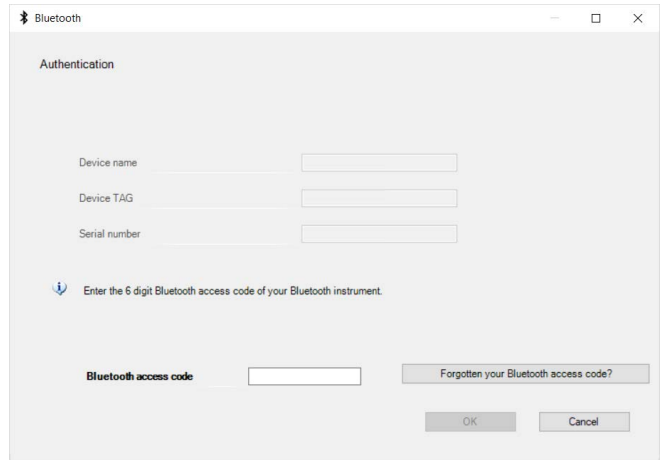 Bluetooth
Authentication
Device name
Device TAG
Serial number
Enter the 6 digit Bluetooth access code of your Bluetooth instrument.
Bluetooth access code
Forgotten your Bluetooth access code?
OK
Cancel